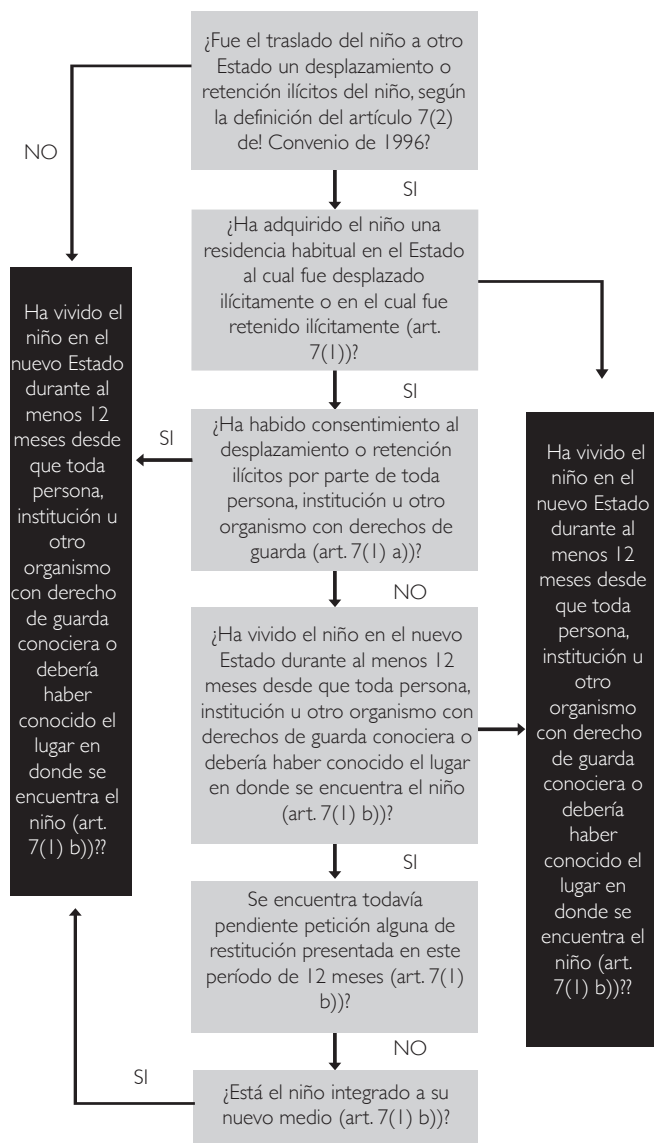 ¿Fue el traslado del niño a otro
Estado un desplazamiento o
retención ilícitos del niño, según
la definición del artículo 7(2)
de! Convenio de 1996?
NO
SI
¿Ha adquirido el niño una
residencia habitual en el Estado
al cual fue desplazado
ilícitamente o en el cual fue
retenido ilícitamente (art.
7(1))?
SI
¿Ha habido consentimiento al
desplazamiento o retención
ilícitos por parte de toda
persona, institución u otro
organismo con derechos de
guarda (art. 7(1) a))?
SI
NO
¿Ha vivido el niño en el nuevo
Estado durante al menos 12
meses desde que toda persona,
institución u otro organismo con
derechos de guarda conociera o
debería haber conocido el lugar
en donde se encuentra el niño
(art. 7(1) b))?
SI
Se encuentra todavía
pendiente petición alguna de
restitución presentada en este
período de 12 meses (art. 7(1)
b))?
NO
SI
¿Está el niño integrado a su
nuevo medio (art. 7(1) b))?
Ha vivido el
niño en el
nuevo Estado
durante al
menos 12
meses desde
que toda
persona,
institución u
otro
organismo
con derecho
de guarda
conociera o
debería
haber
conocido el
lugar en
donde se
encuentra el
niño (art.
7(1) b))??
Ha vivido el
niño en el
nuevo Estado
durante al
menos 12
meses desde
que toda
persona,
institución u
otro
organismo
con derecho
de guarda
conociera o
debería
haber
conocido el
lugar en
donde se
encuentra el
niño (art.
7(1) b))??